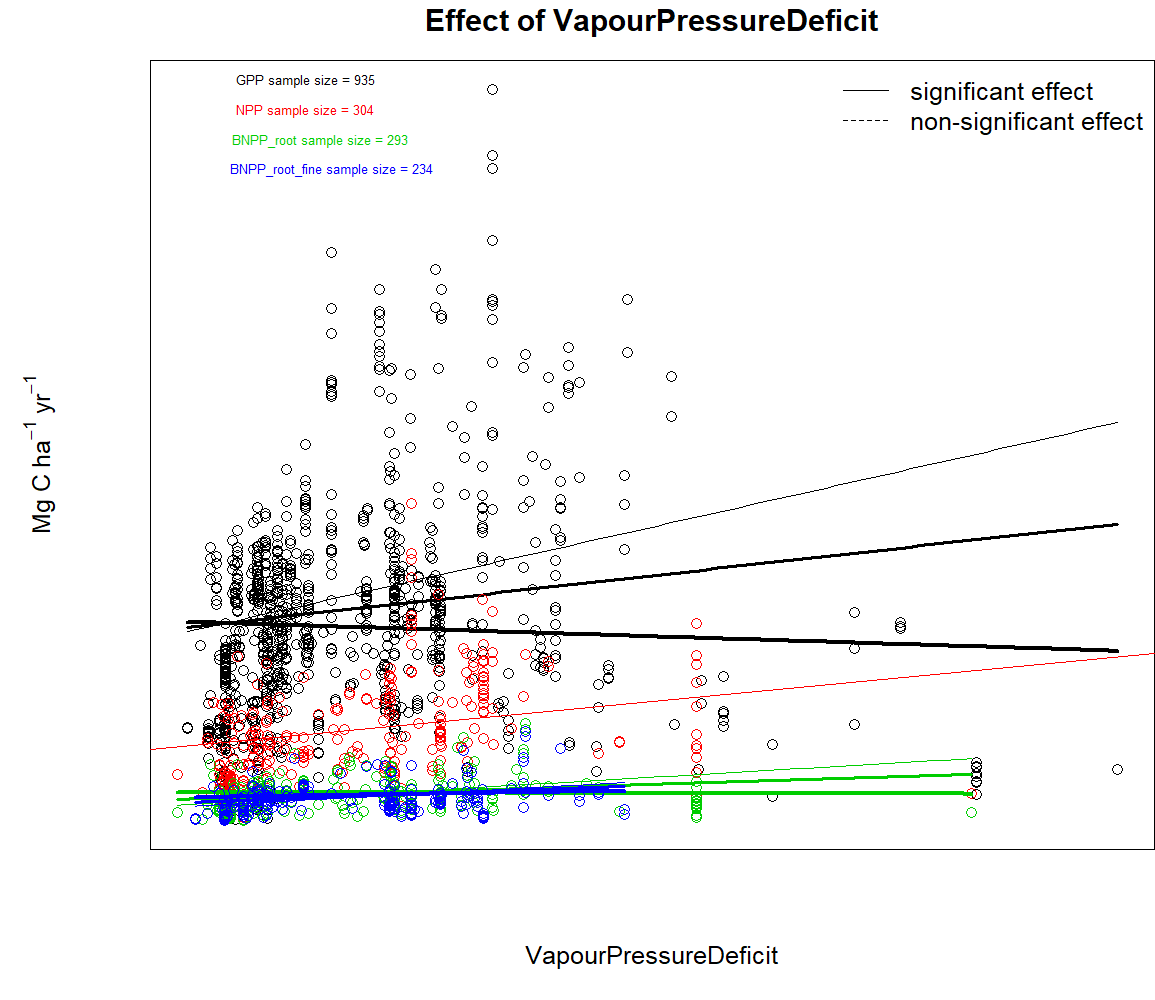 Effect of VapourPressureDeficit
GPP sample size = 935
NPP sample size = 304
BNPP_root sample size = 293
BNPP_root_fine sample size = 234
significant effect
non-significant effect
Mg C ha⁻¹ yr⁻¹
VapourPressureDeficit